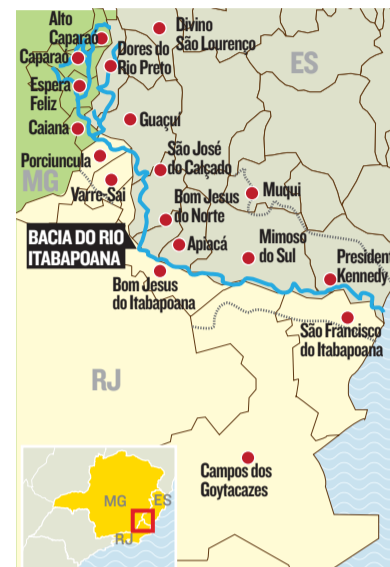 Alto
Caparaó
Divino
São Lourenço
Caparaó
Dores do
Rio Preto
ES
Espera
Feliz
Guaçuí
Caiana
São José
do Calçado
Porciuncula
MG
Varre-Sai
Muqui
Bom Jesus
do Norte
BACIA DO RIO
ITABAPOANA
Apiacá
Mimoso
do Sul
President
Kennedy
Bom Jesus
do Itabapoana
São Francisco
do Itabapoana
RJ
Campos dos
Goytacazes
MG
ES
RJ